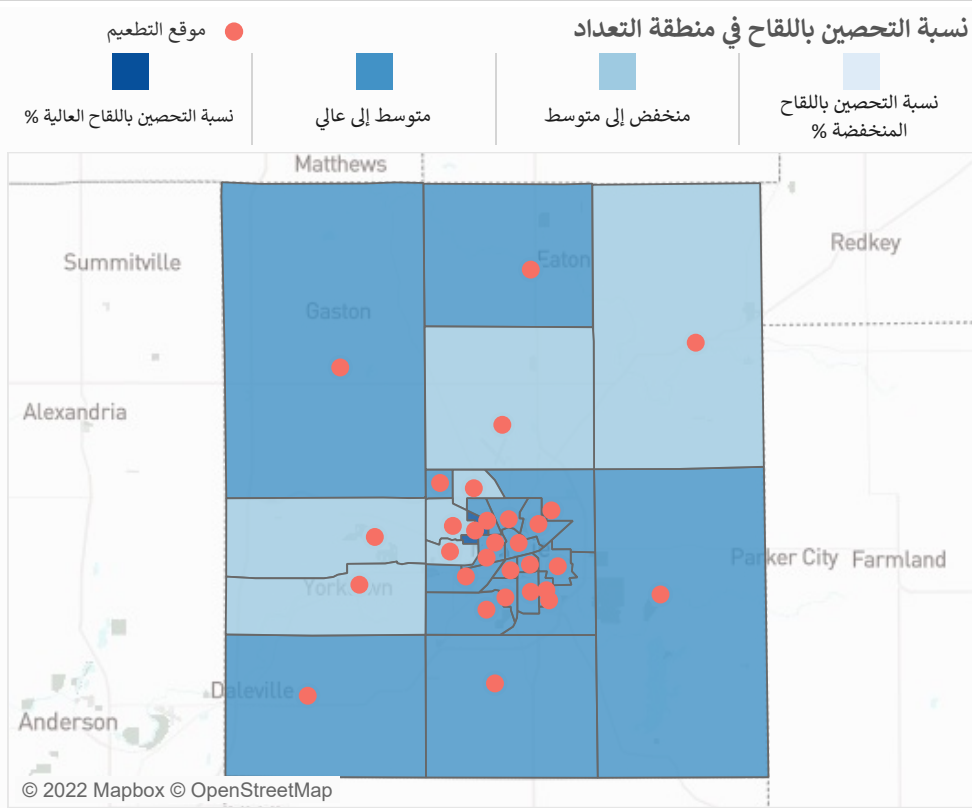 نسبة التحصين باللقاح في منطقة التعداد
موقع التطعيم
نسبة التحصين باللقاح
المنخفضة %
منخفض إلى متوسط
متوسط إلى عالي
نسبة التحصين باللقاح العالية %
Matthews
Summitville
Eaton
Redkey
Gaston
Alexandria
Parker City
Farmland
Yorktown
Daleville
Anderson
© 2022 Mapbox © OpenStreetMap